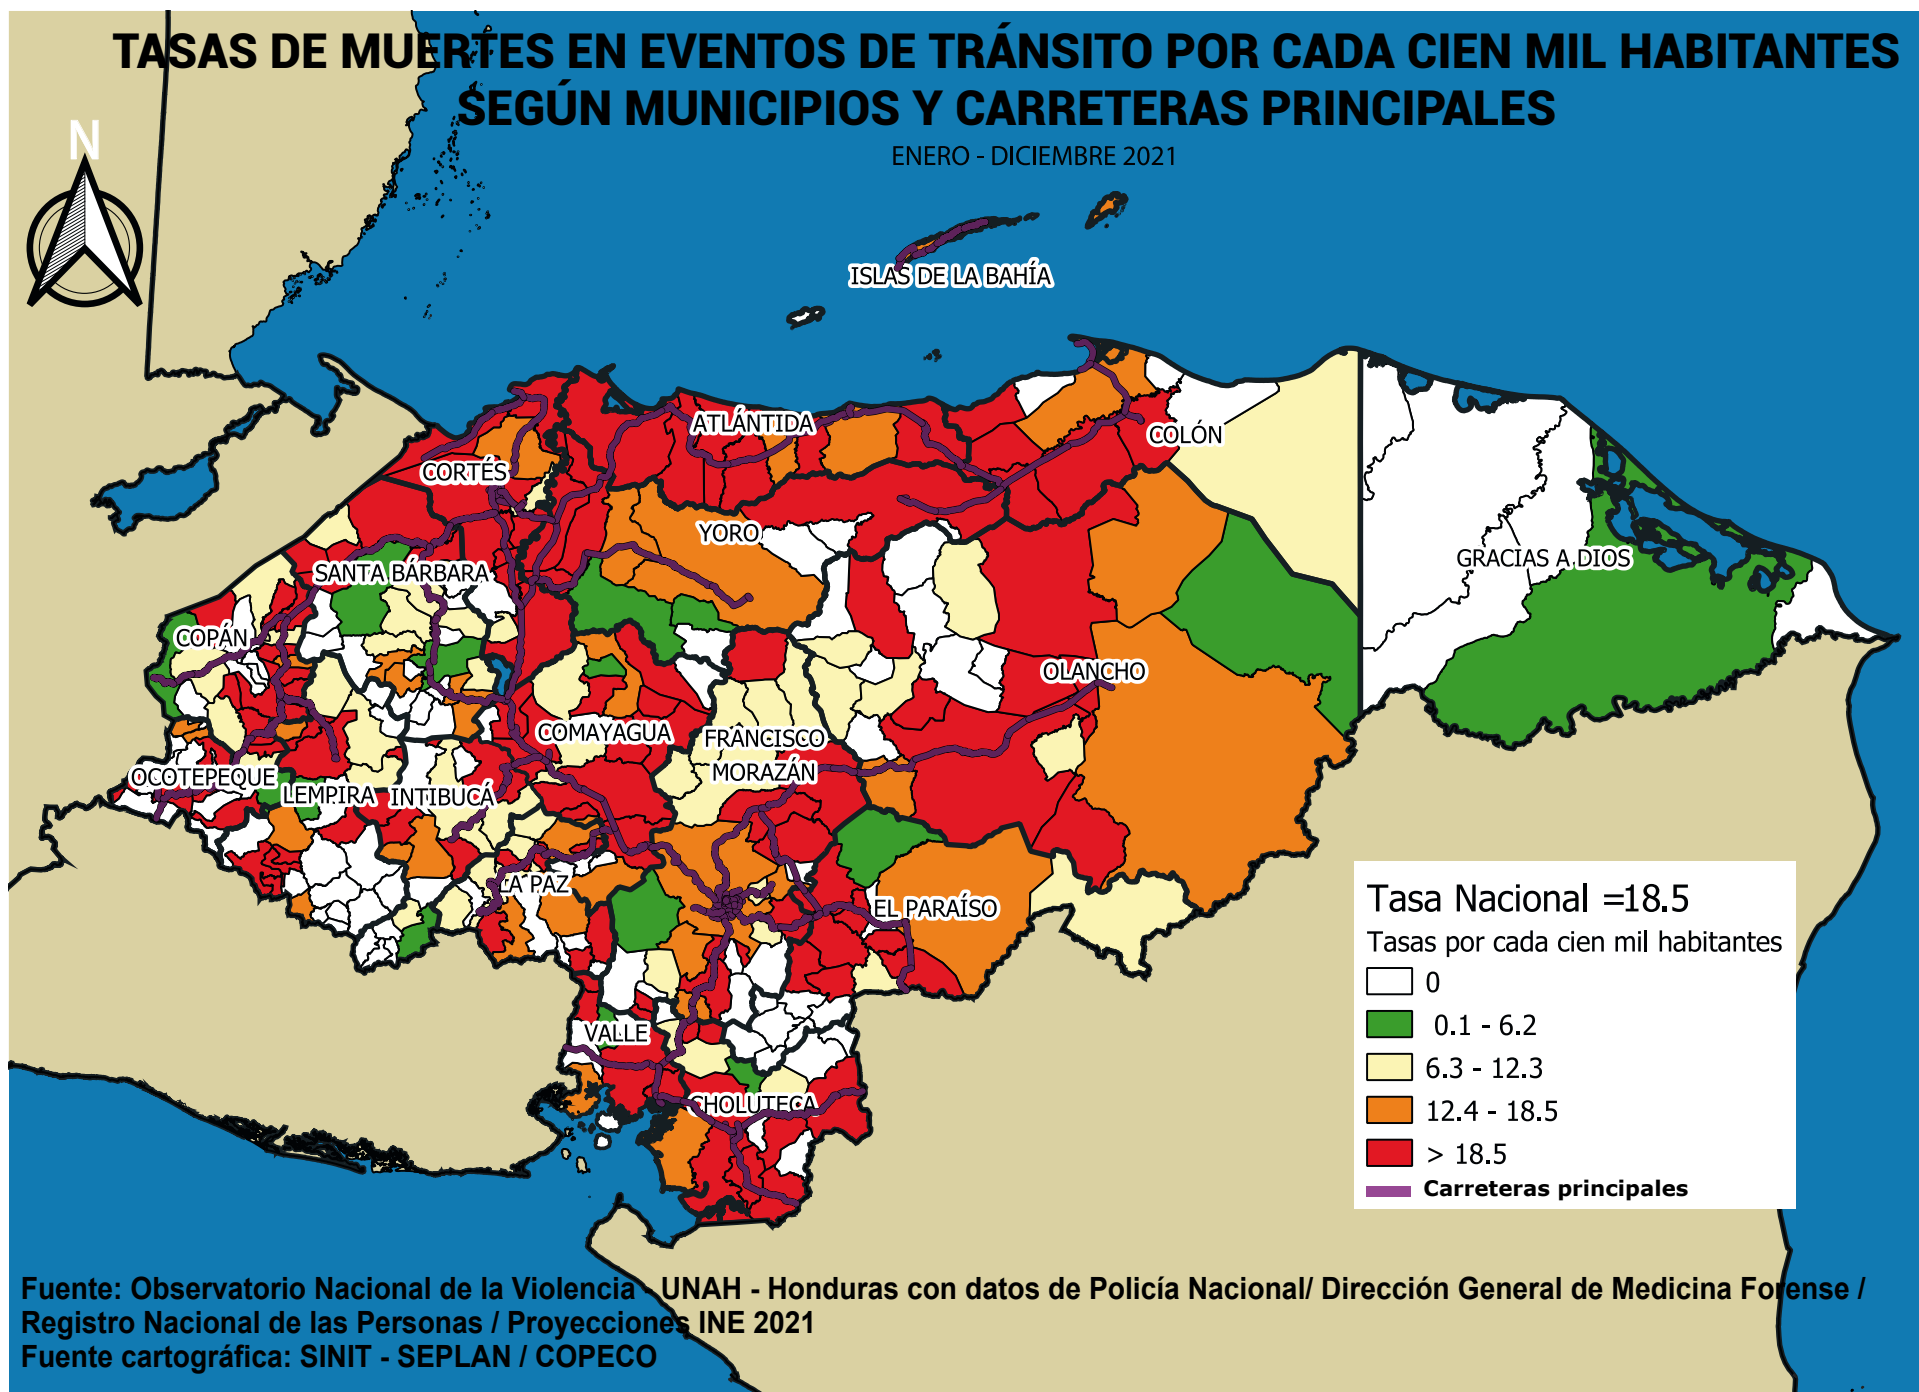 TASAS DE MUERTES EN EVENTOS DE TRÁNSITO POR CADA CIEN MIL HABITANTES
SEGÚN MUNICIPIOS Y CARRETERAS PRINCIPALES
ENERO - DICIEMBRE 2021
N
ISLAS DE LA BAHÍA
ATLÁNTIDA
COLÓN
CORTÉS
YORO
GRACIAS A DIOS
SANTA BÁRBARA
COPÁN
OLANCHO
COMAYAGUA
FRANCISCO
MORAZÁN
OCOTEPEQUE
LEMPIRA
INTIBUCÁ
LA PAZ
EL PARAÍSO
VALLE
CHOLUTECA
Tasa Nacional =18.5
Tasas por cada cien mil habitantes
0
0.1 - 6.2
6.3 - 12.3
12.4 - 18.5
> 18.5
Carreteras principales
Fuente: Observatorio Nacional de la Violencia - UNAH - Honduras con datos de Policía Nacional/ Dirección General de Medicina Forense /
Registro Nacional de las Personas / Proyecciones INE 2021
Fuente cartográfica: SINIT - SEPLAN / COPECO